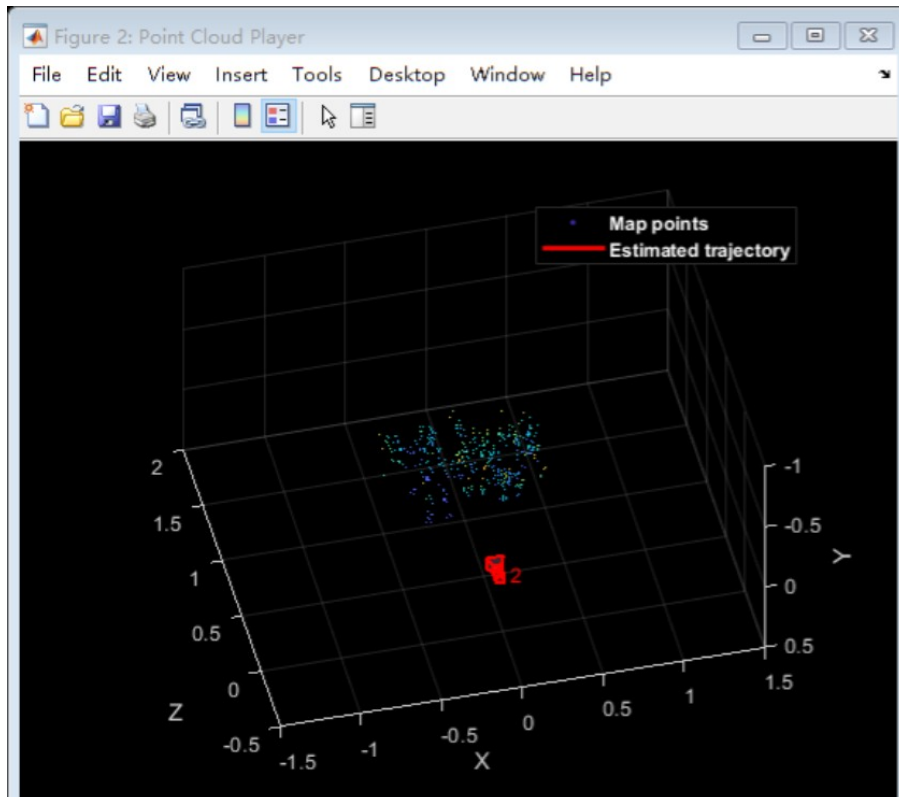 Figure 2: Point Cloud Player
File Edit View Insert Tools Desktop Window Help
Map points
Estimated trajectory
2
1.5
1
0.5
0
-0.5
Z
-1.5
-1
-0.5
0
0.5
1
1.5
X
-1
-0.5
0
0.5
Y
2